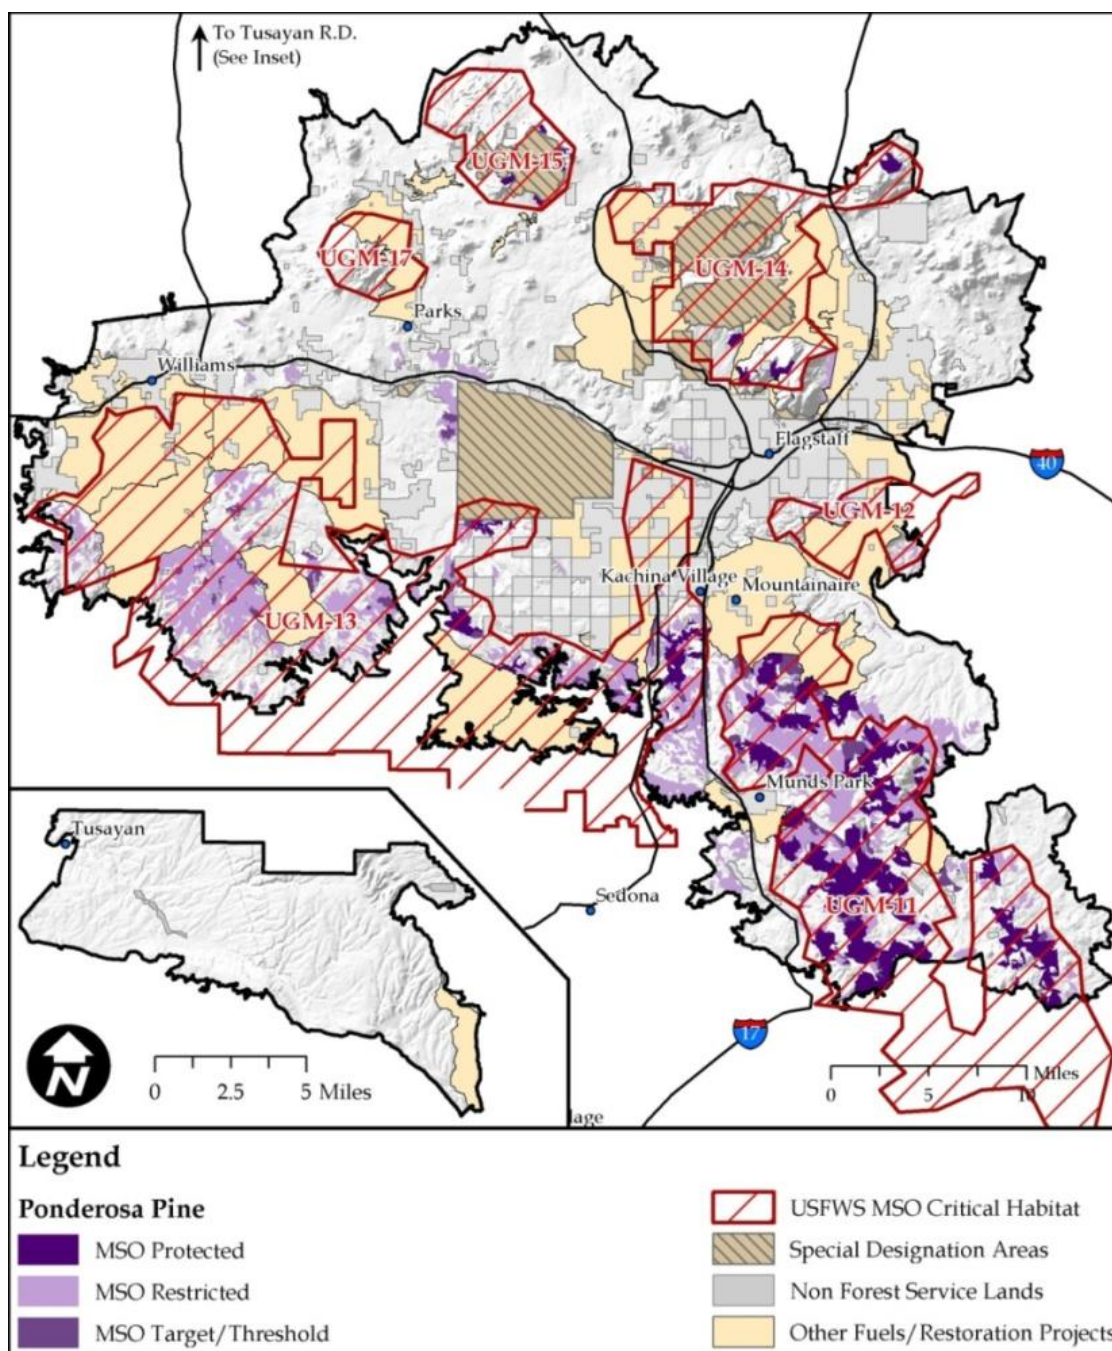 To Tusayan R.D.
(See Inset)
UGM-15
UGM-17
UGM-14
Parks
Williams
Flagstaff
40
UGM-12
Kachina Village
Mountainaire
UGM-13
Munds Park
Tusayan
Sedona
UGM-11
17
N
0 2.5 5 Miles
0 5 10 Miles
lage
Legend
Ponderosa Pine
MSO Protected
MSO Restricted
MSO Target/Threshold
USFWS MSO Critical Habitat
Special Designation Areas
Non Forest Service Lands
Other Fuels/Restoration Projects